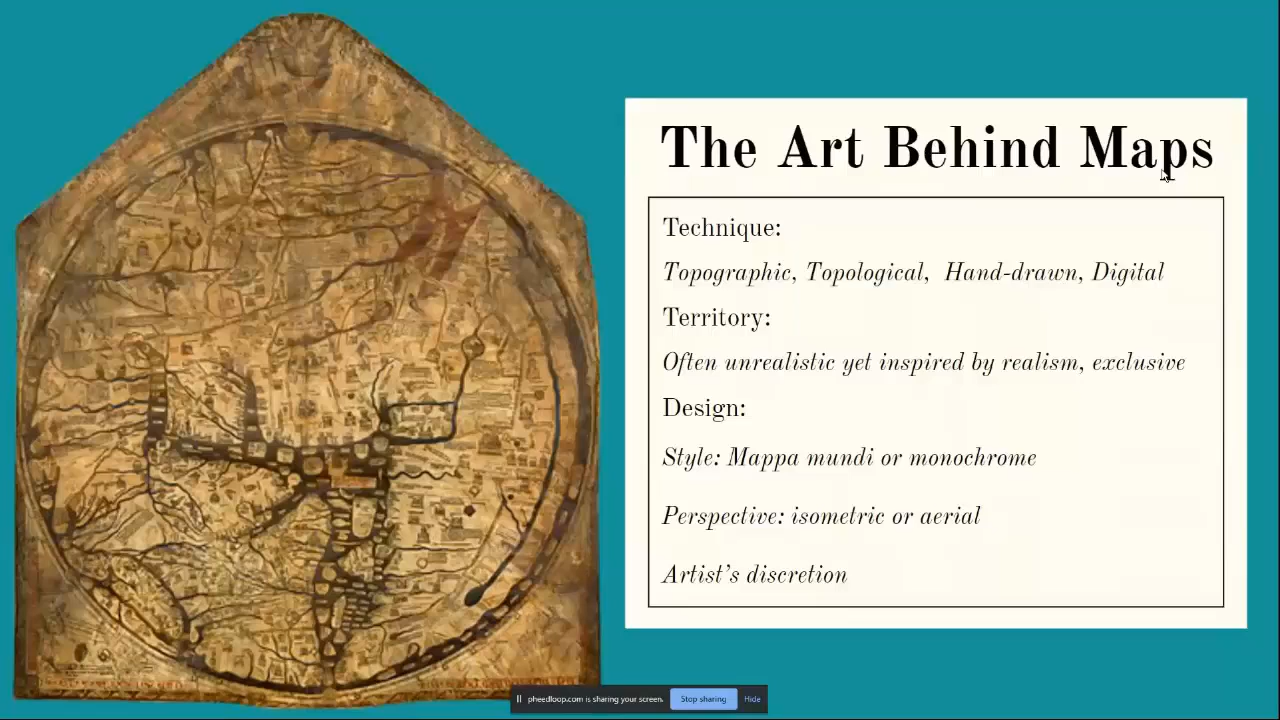 The Art Behind Maps
Technique:
Topographic, Topological, Hand-drawn, Digital
Territory:
Often unrealistic yet inspired by realism, exclusive
Design:
Style: Mappa mundi or monochrome
Perspective: isometric or aerial
Artist's discretion
pheedloop.com is sharing your screen. Stop sharing Hide